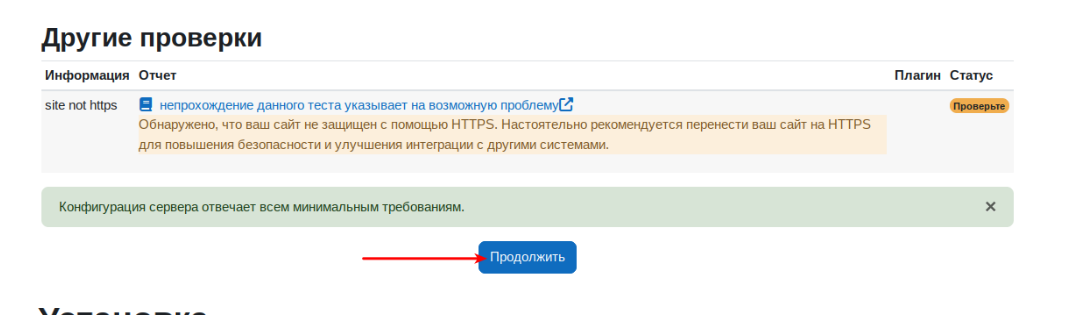 Другие проверки
Информация Отчет Плагин Статус
site not https непрохождение данного теста указывает на возможную проблему Проверьте
Обнаружено, что ваш сайт не защищен с помощью HTTPS. Настоятельно рекомендуется перенести ваш сайт на HTTPS
для повышения безопасности и улучшения интеграции с другими системами.
Конфигурация сервера отвечает всем минимальным требованиям. ×
Продолжить
Установка